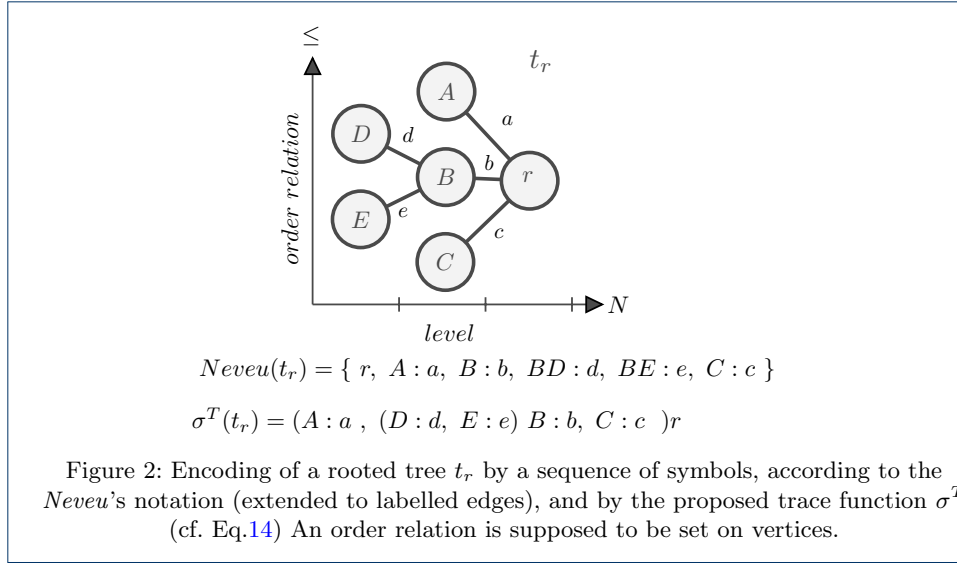 ≤
t_r
A
a
D
d
b
B
r
order relation
E
e
c
C
N
level
Neveu(t_r) = { r, A : a, B : b, BD : d, BE : e, C : c }
σ^T(t_r) = (A : a , (D : d, E : e) B : b, C : c )r
Figure 2: Encoding of a rooted tree t_r by a sequence of symbols, according to the
Neveu's notation (extended to labelled edges), and by the proposed trace function σ^T
(cf. Eq.14) An order relation is supposed to be set on vertices.